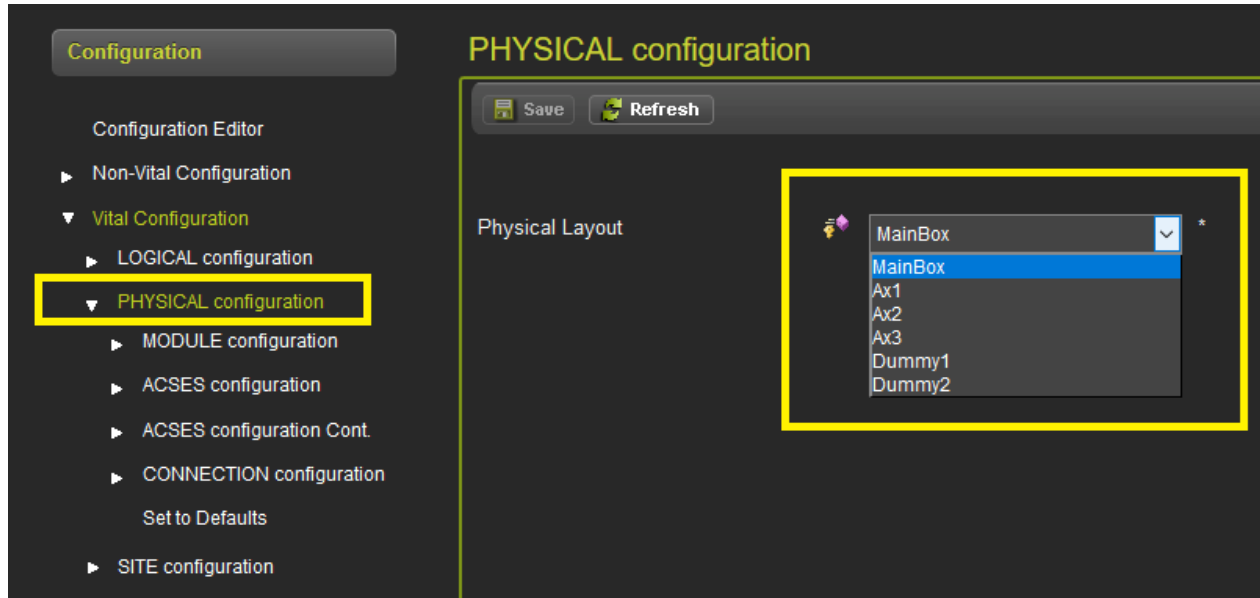 Configuration
Configuration Editor
Non-Vital Configuration
Vital Configuration
LOGICAL configuration
PHYSICAL configuration
MODULE configuration
ACSES configuration
ACSES configuration Cont.
CONNECTION configuration
Set to Defaults
SITE configuration
PHYSICAL configuration
Save
Refresh
Physical Layout
MainBox *
MainBox
Ax1
Ax2
Ax3
Dummy1
Dummy2